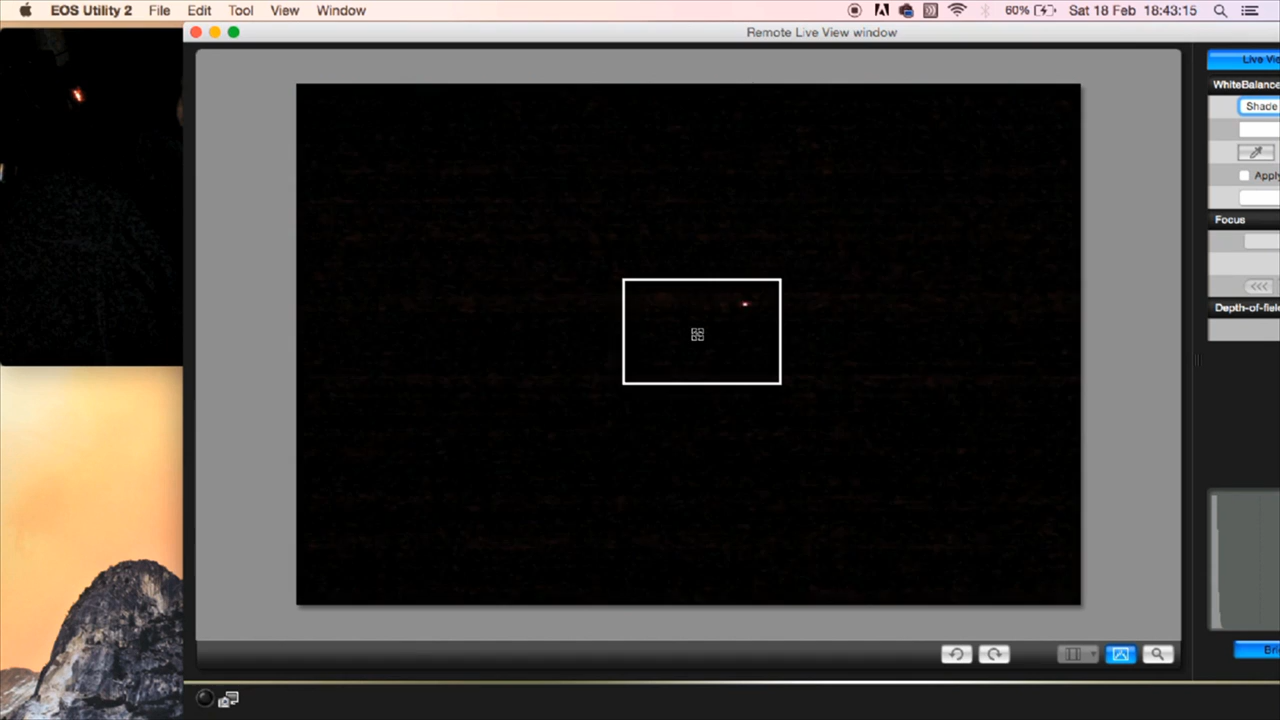 EOS Utility 2 File Edit Tool View Window 60% Sat 18 Feb 18:43:15
Remote Live View window
Live Vie
WhiteBalance
Shade
Apply
Focus
Depth-of-field
Bri